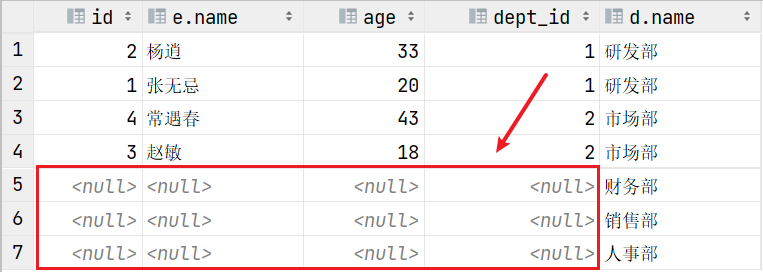 id e.name age dept_id d.name
1 2 杨逍 33 1 研发部
2 1 张无忌 20 1 研发部
3 4 常遇春 43 2 市场部
4 3 赵敏 18 2 市场部
5 <null> <null> <null> <null> 财务部
6 <null> <null> <null> <null> 销售部
7 <null> <null> <null> <null> 人事部